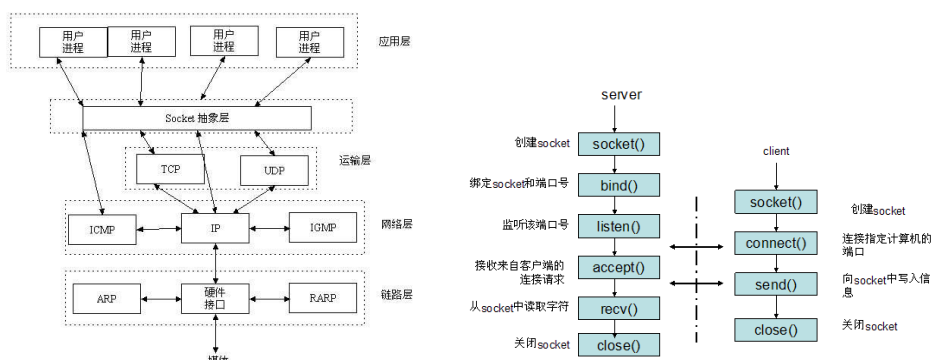 用户
进程
用户
进程
用户
进程
用户
进程
应用层
Socket 抽象层
TCP
UDP
运输层
ICMP
IP
IGMP
网络层
ARP
硬件
接口
RARP
链路层
媒体
server
创建socket
socket()
绑定socket和端口号
bind()
监听该端口号
listen()
接收来自客户端的
连接请求
accept()
从socket中读取字符
recv()
关闭socket
close()
client
socket()
创建socket
connect()
连接指定计算机的
端口
send()
向socket中写入信
息
close()
关闭socket